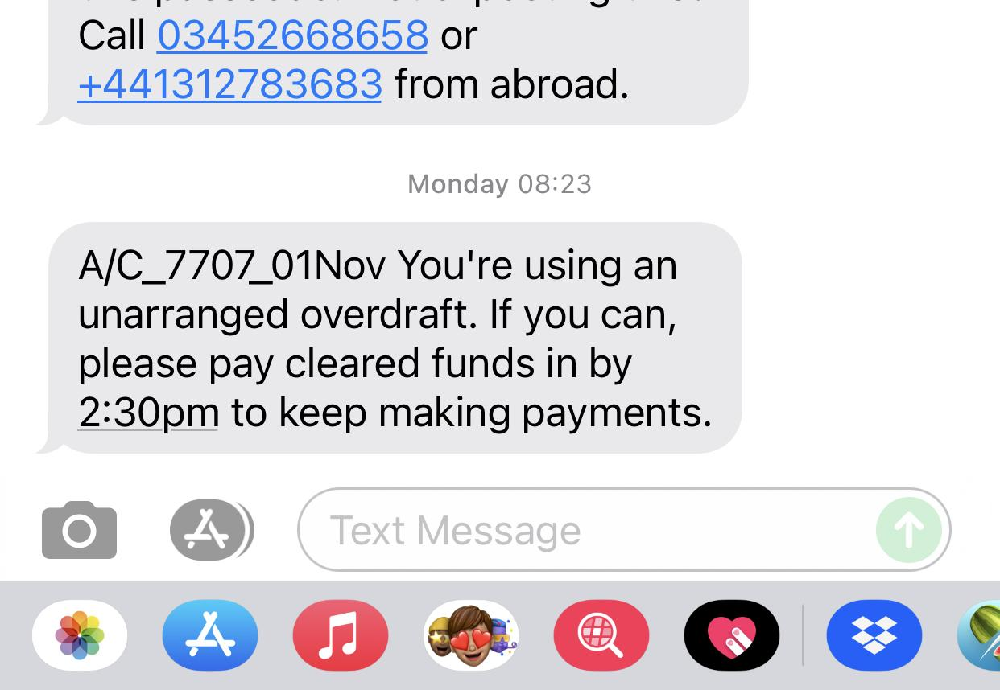 Call 03452668658 or
+441312783683 from abroad.
Monday 08:23
A/C_7707_01Nov You're using an
unarranged overdraft. If you can,
please pay cleared funds in by
2:30pm to keep making payments.
Text Message